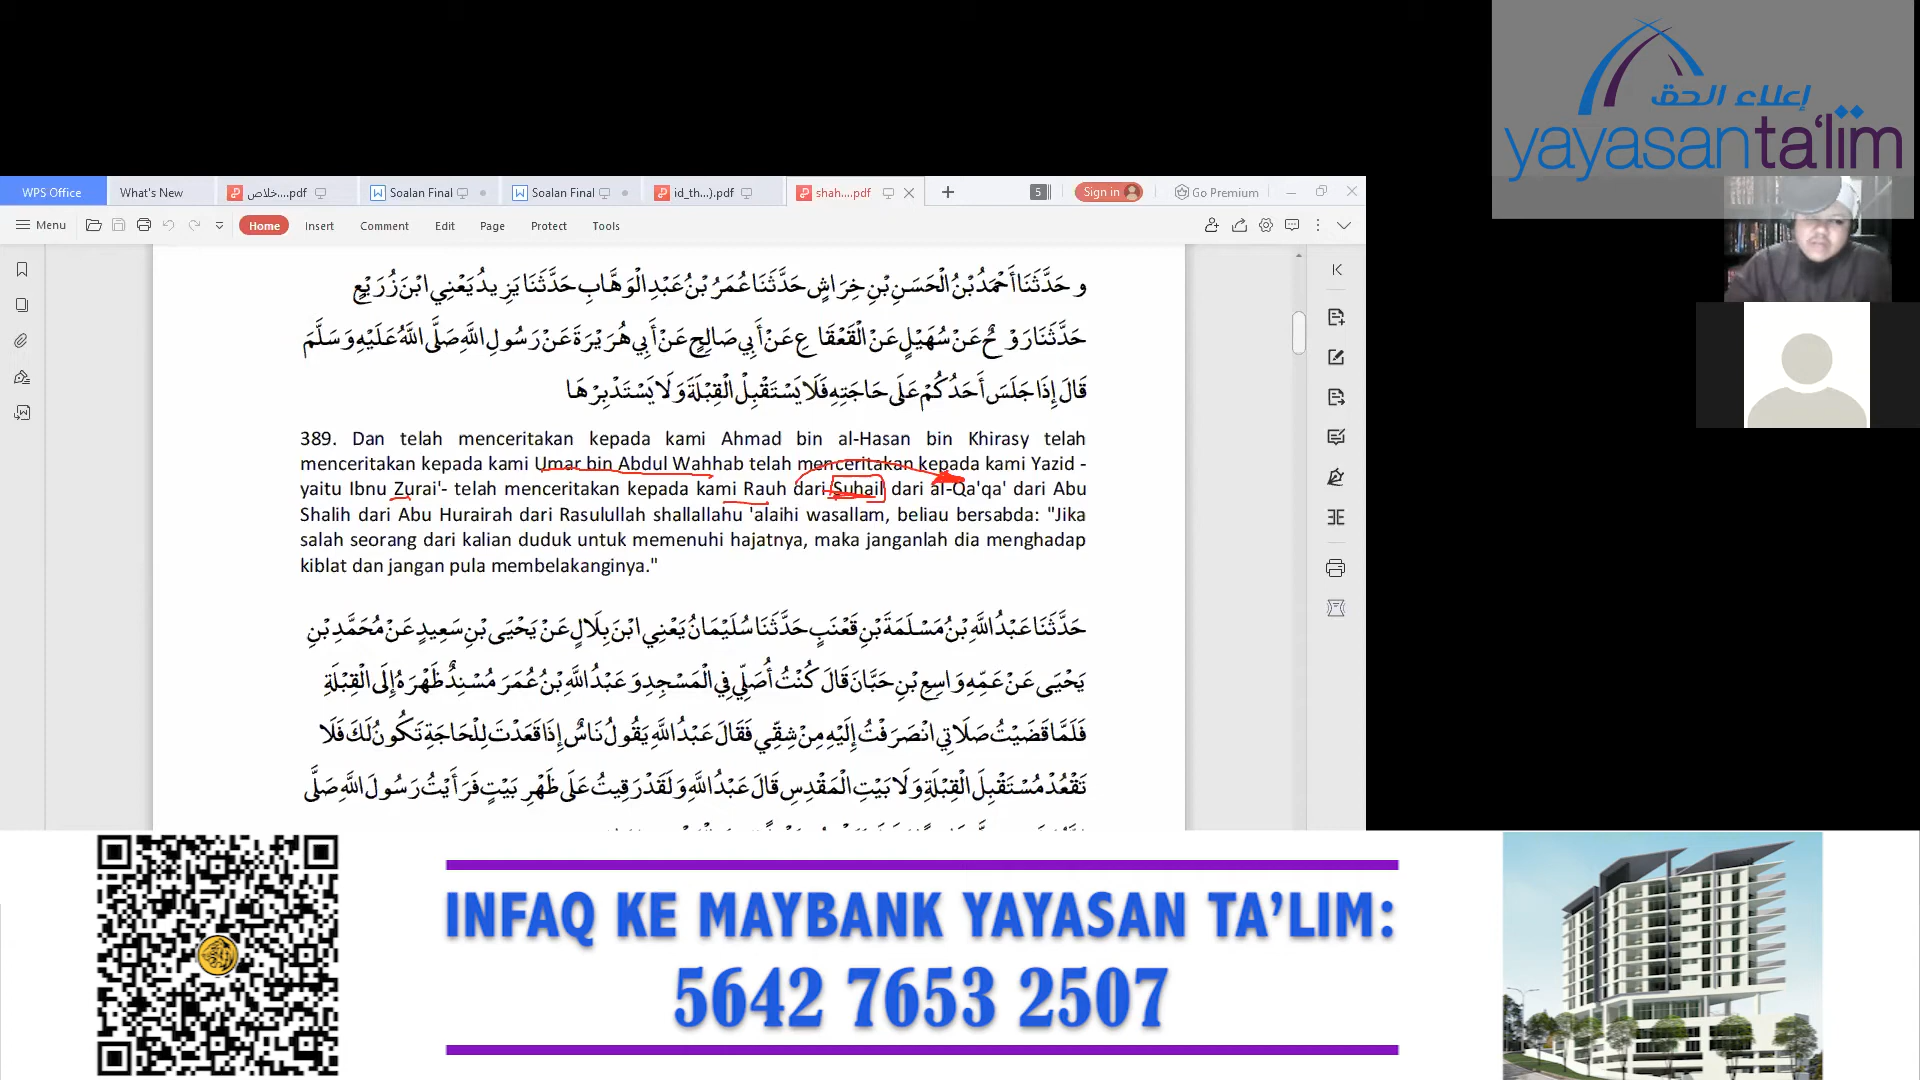 إعلاء الحق
yayasanta'lim
WPS Office
What's New
خلاص....pdf
Soalan Final
Soalan Final
id_th...).pdf
shah....pdf
5
Sign in
Go Premium
Menu
Home
Insert
Comment
Edit
Page
Protect
Tools
و حَدَّثَنَا أَحْمَدُ بْنُ الْحَسَنِ بْنِ خِرَاشٍ حَدَّثَنَا عُمَرُ بْنُ عَبْدِ الْوَهَّابِ حَدَّثَنَا يَزِيدُ يَعْنِي ابْنَ زُرَيْعٍ
حَدَّثَنَا رَوْحٌ عَنْ سُهَيْلٍ عَنْ الْقَعْقَاعِ عَنْ أَبِي صَالِحٍ عَنْ أَبِي هُرَيْرَةَ عَنْ رَسُولِ اللَّهِ صَلَّى اللَّهُ عَلَيْهِ وَسَلَّمَ
قَالَ إِذَا جَلَسَ أَحَدُكُمْ عَلَى حَاجَتِهِ فَلَا يَسْتَقْبِلْ الْقِبْلَةَ وَلَا يَسْتَدْبِرْهَا
389. Dan telah menceritakan kepada kami Ahmad bin al-Hasan bin Khirasy telah
menceritakan kepada kami Umar bin Abdul Wahhab telah menceritakan kepada kami Yazid -
yaitu Ibnu Zurai'- telah menceritakan kepada kami Rauh dari Suhail dari al-Qa'qa' dari Abu
Shalih dari Abu Hurairah dari Rasulullah shallallahu 'alaihi wasallam, beliau bersabda: "Jika
salah seorang dari kalian duduk untuk memenuhi hajatnya, maka janganlah dia menghadap
kiblat dan jangan pula membelakanginya."
حَدَّثَنَا عَبْدُ اللَّهِ بْنُ مَسْلَمَةَ بْنِ قَعْنَبٍ حَدَّثَنَا سُلَيْمَانُ يَعْنِي ابْنَ بِلَالٍ عَنْ يَحْيَى بْنِ سَعِيدٍ عَنْ مُحَمَّدِ بْنِ
يَحْيَى عَنْ عَمِّهِ وَاسِعِ بْنِ حَبَّانَ قَالَ كُنْتُ أُصَلِّي فِي الْمَسْجِدِ وَعَبْدُ اللَّهِ بْنُ عُمَرَ مُسْنِدٌ ظَهْرَهُ إِلَى الْقِبْلَةِ
فَلَمَّا قَضَيْتُ صَلَاتِي انْصَرَفْتُ إِلَيْهِ مِنْ شِقِّي فَقَالَ عَبْدُ اللَّهِ يَقُولُ نَاسٌ إِذَا قَعَدْتَ لِلْحَاجَةِ تَكُونُ لَكَ فَلَا
تَقْعُدْ مُسْتَقْبِلَ الْقِبْلَةِ وَلَا بَيْتِ الْمَقْدِسِ قَالَ عَبْدُ اللَّهِ وَلَقَدْ رَقِيتُ عَلَى ظَهْرِ بَيْتٍ فَرَأَيْتُ رَسُولَ اللَّهِ صَلَّى
INFAQ KE MAYBANK YAYASAN TA'LIM:
5642 7653 2507